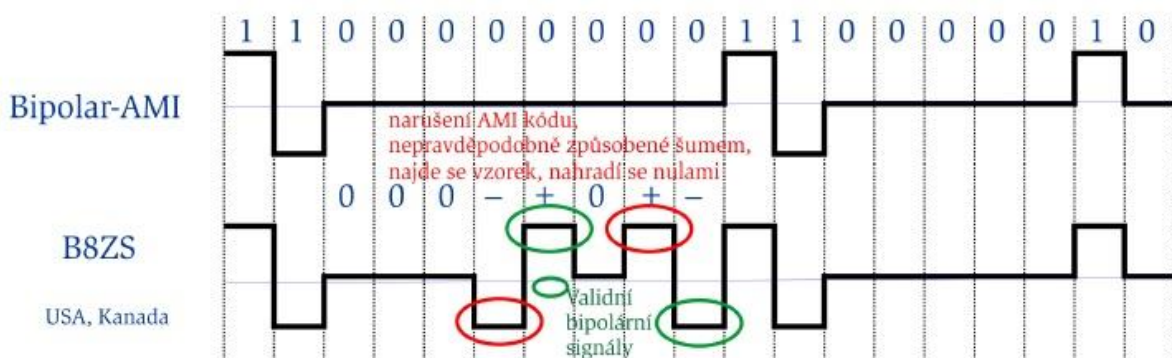 1 1 0 0 0 0 0 0 0 0 1 1 0 0 0 0 0 1 0
Bipolar-AMI
narušení AMI kódu,
nepravděpodobně způsobené šumem,
najde se vzorek, nahradí se nulami
0 0 0 − + 0 + −
B8ZS
USA, Kanada
Validní
bipolární
signály